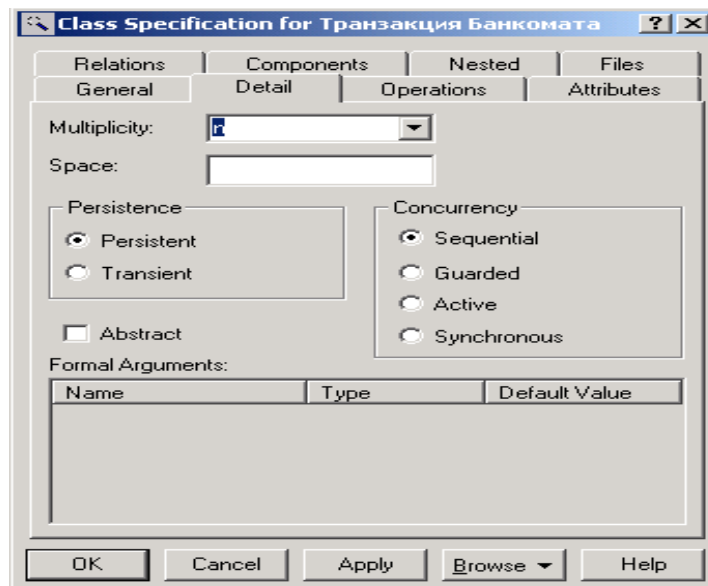 Class Specification for Транзакция Банкомата
Relations Components Nested Files
General Detail Operations Attributes
Multiplicity: n
Space:
Persistence
Persistent
Transient
Concurrency
Sequential
Guarded
Active
Synchronous
Abstract
Formal Arguments:
Name Type Default Value
OK Cancel Apply Browse Help